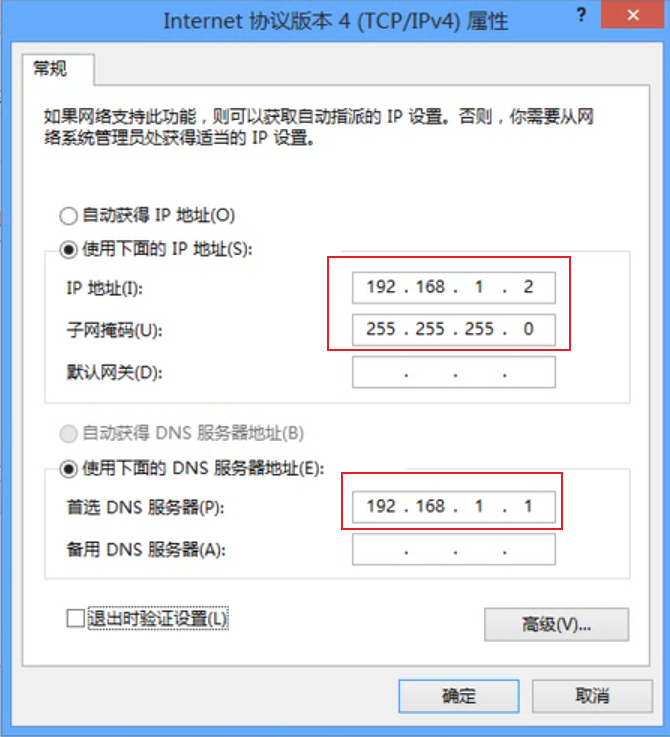 Internet 协议版本 4 (TCP/IPv4) 属性
?
常规
如果网络支持此功能，则可以获取自动指派的 IP 设置。否则，你需要从网
络系统管理员处获得适当的 IP 设置。
自动获得 IP 地址(O)
使用下面的 IP 地址(S):
IP 地址(I): 192 . 168 . 1 . 2
子网掩码(U): 255 . 255 . 255 . 0
默认网关(D): . . .
自动获得 DNS 服务器地址(B)
使用下面的 DNS 服务器地址(E):
首选 DNS 服务器(P): 192 . 168 . 1 . 1
备用 DNS 服务器(A): . . .
退出时验证设置(L)
高级(V)...
确定 取消